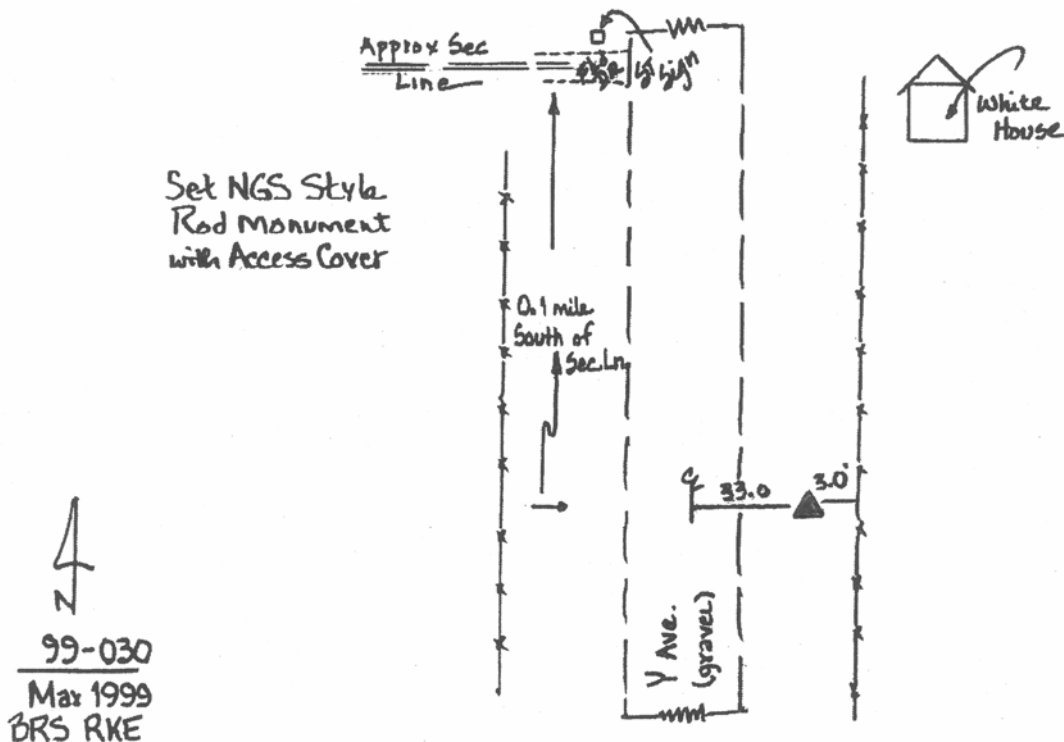 Approx Sec
Line
sign
White
House
Set NGS Style
Rod Monument
with Access Cover
0.1 mile
South of
Sec. Ln
℄
33.0
3.0'
Y Ave.
(gravel)
N
99-030
Mar 1999
BRS RKE